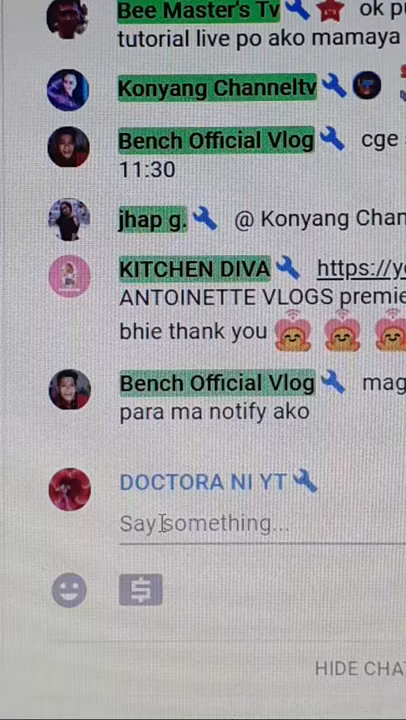 Bee Master's Tv ok
tutorial live po ako mamaya
Konyang Channeltv
Bench Official Vlog cge
11:30
jhap g. @ Konyang Chan
KITCHEN DIVA https://y
ANTOINETTE VLOGS premie
bhie thank you
Bench Official Vlog mag
para ma notify ako
DOCTORA NI YT
Say something...
HIDE CHA